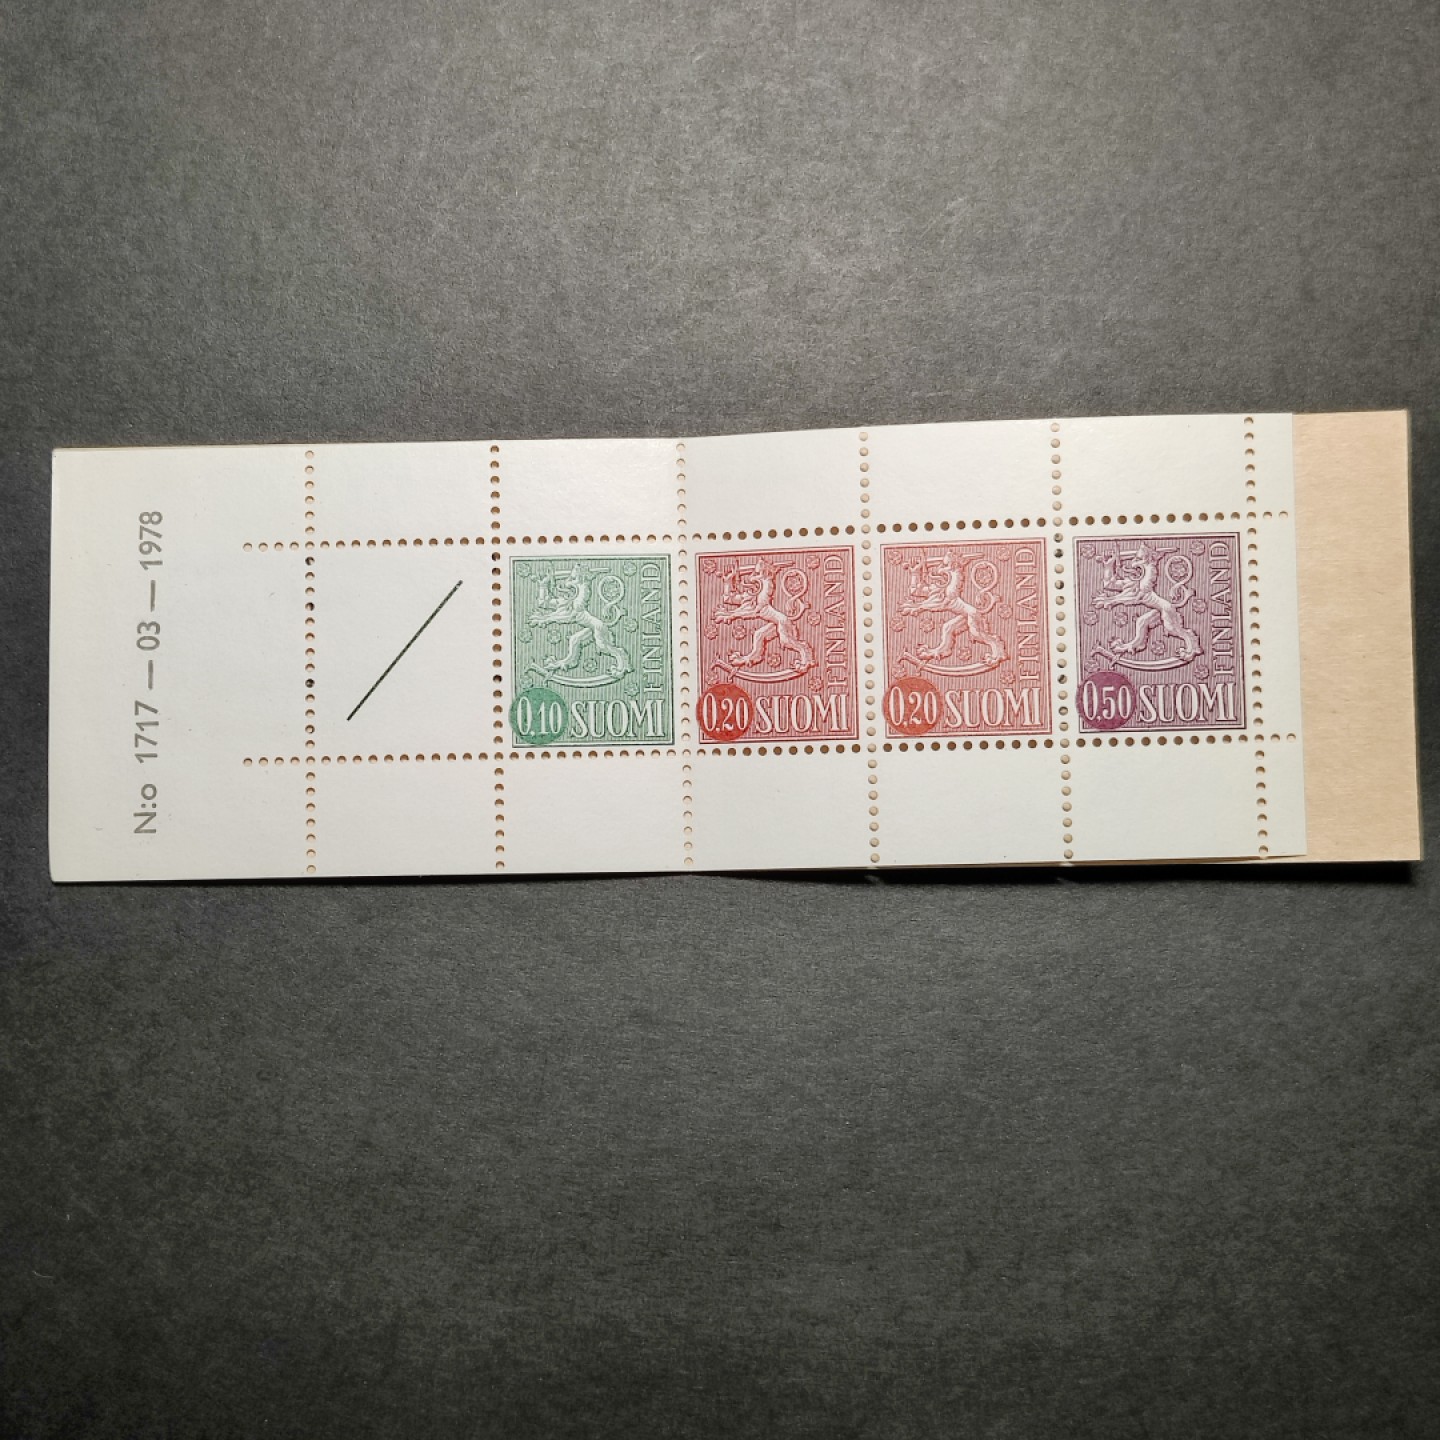 N:o 1717 — 03 — 1978
FINLAND
0,10 SUOMI
FINLAND
0,20 SUOMI
FINLAND
0,20 SUOMI
FINLAND
0,50 SUOMI